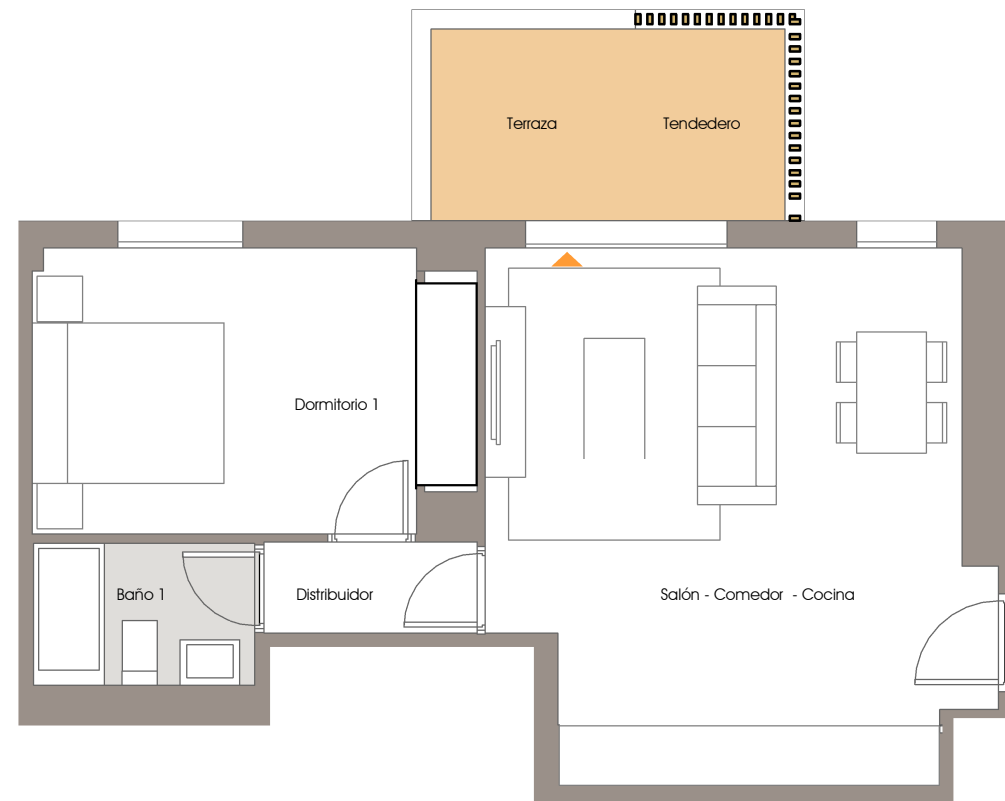 Terraza
Tendedero
Dormitorio 1
Baño 1
Distribuidor
Salón - Comedor - Cocina